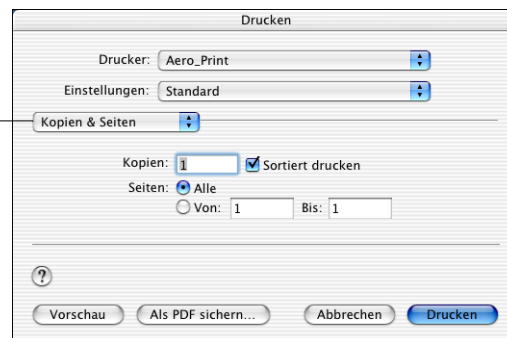 Drucken
Drucker: Aero_Print
Einstellungen: Standard
Kopien & Seiten
Kopien: 1 Sortiert drucken
Seiten: Alle
Von: 1 Bis: 1
?
Vorschau Als PDF sichern... Abbrechen Drucken